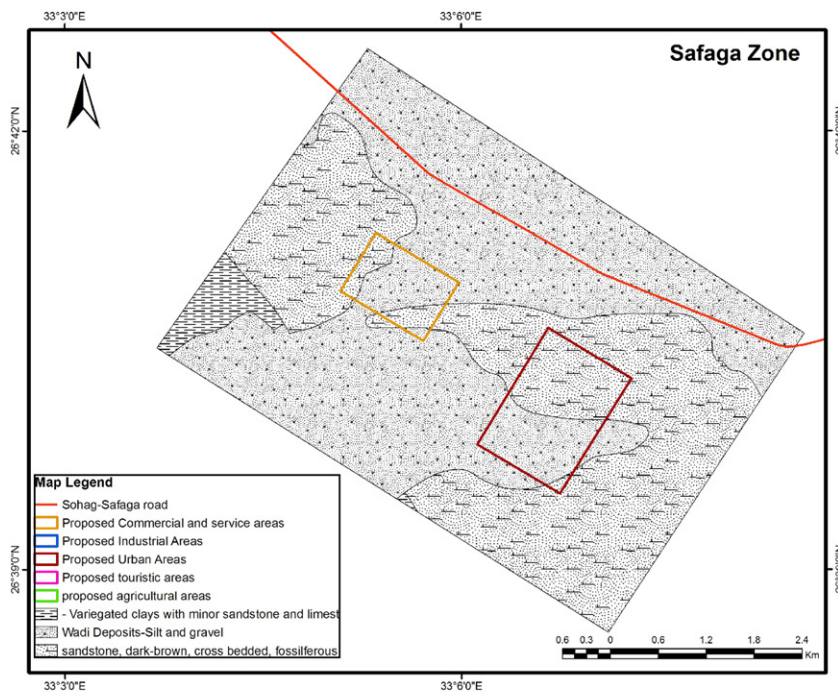 33°3'0"E 33°6'0"E
Safaga Zone
N
26°42'0"N
Map Legend
Sohag-Safaga road
Proposed Commercial and service areas
Proposed Industrial Areas
Proposed Urban Areas
Proposed touristic areas
proposed agricultural areas
- Variegated clays with minor sandstone and limest
Wadi Deposits-Silt and gravel
sandstone, dark-brown, cross bedded, fossilferous
26°39'0"N
0.6 0.3 0 0.6 1.2 1.8 2.4
Km
33°3'0"E 33°6'0"E